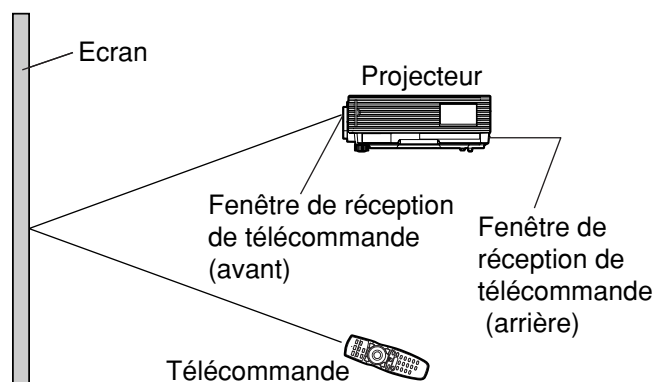 Ecran
Projecteur
Fenêtre de réception
de télécommande
(avant)
Fenêtre de
réception de
télécommande
(arrière)
Télécommande